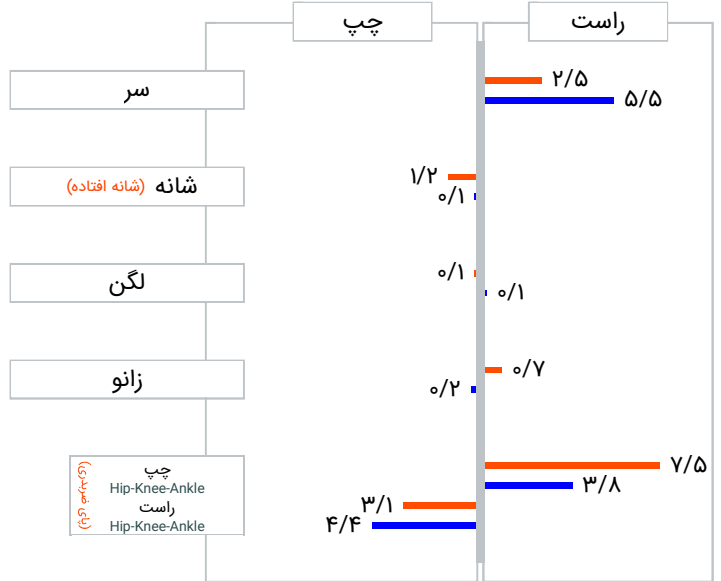 راست
چپ
سر
۲/۵
۵/۵
شانه (شانه افتاده)
۱/۲
۰/۱
لگن
۰/۱
۰/۱
زانو
۰/۷
۰/۲
چپ
Hip-Knee-Ankle
راست
Hip-Knee-Ankle
(پای ضربدری)
۷/۵
۳/۸
۳/۱
۴/۴